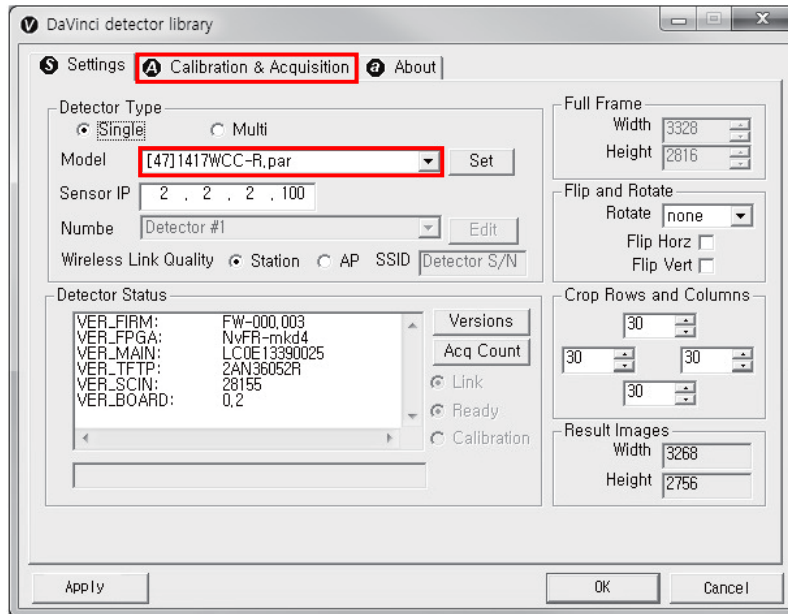 DaVinci detector library
Settings
Calibration & Acquisition
About
Detector Type
Single
Multi
Model
[47]1417WCC-R,par
Set
Sensor IP
2 , 2 , 2 , 100
Numbe
Detector #1
Edit
Wireless Link Quality
Station
AP
SSID
Detector S/N
Detector Status
VER_FIRM: FW-000,003
VER_FPGA: NvFR-mkd4
VER_MAIN: LC0E13390025
VER_TFTP: 2AN36052R
VER_SCIN: 28155
VER_BOARD: 0,2
Versions
Acq Count
Link
Ready
Calibration
Full Frame
Width 3328
Height 2816
Flip and Rotate
Rotate none
Flip Horz
Flip Vert
Crop Rows and Columns
30
30
30
30
Result Images
Width 3268
Height 2756
Apply
OK
Cancel